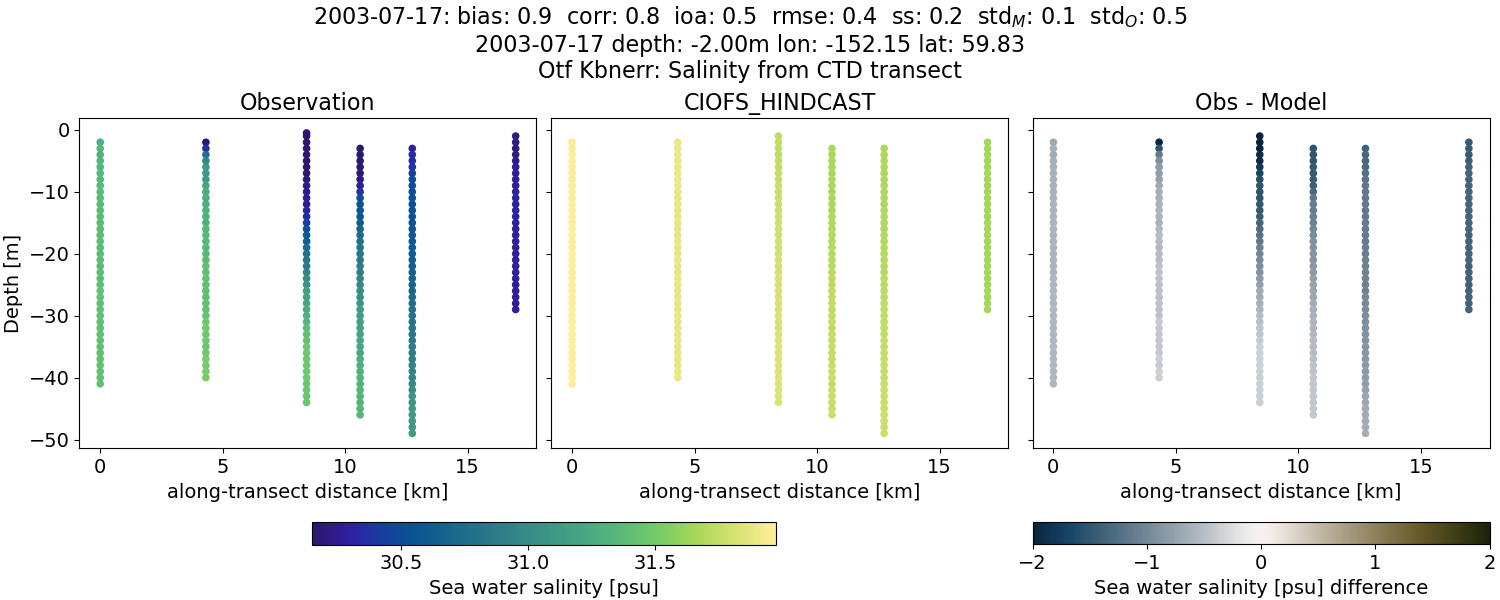 2003-07-17: bias: 0.9 corr: 0.8 ioa: 0.5 rmse: 0.4 ss: 0.2 std_M: 0.1 std_O: 0.5
2003-07-17 depth: -2.00m lon: -152.15 lat: 59.83
Otf Kbnerr: Salinity from CTD transect
Observation
CIOFS_HINDCAST
Obs - Model
Depth [m]
0
−10
−20
−30
−40
−50
0 5 10 15
0 5 10 15
0 5 10 15
along-transect distance [km]
along-transect distance [km]
along-transect distance [km]
30.5 31.0 31.5
Sea water salinity [psu]
−2 −1 0 1 2
Sea water salinity [psu] difference